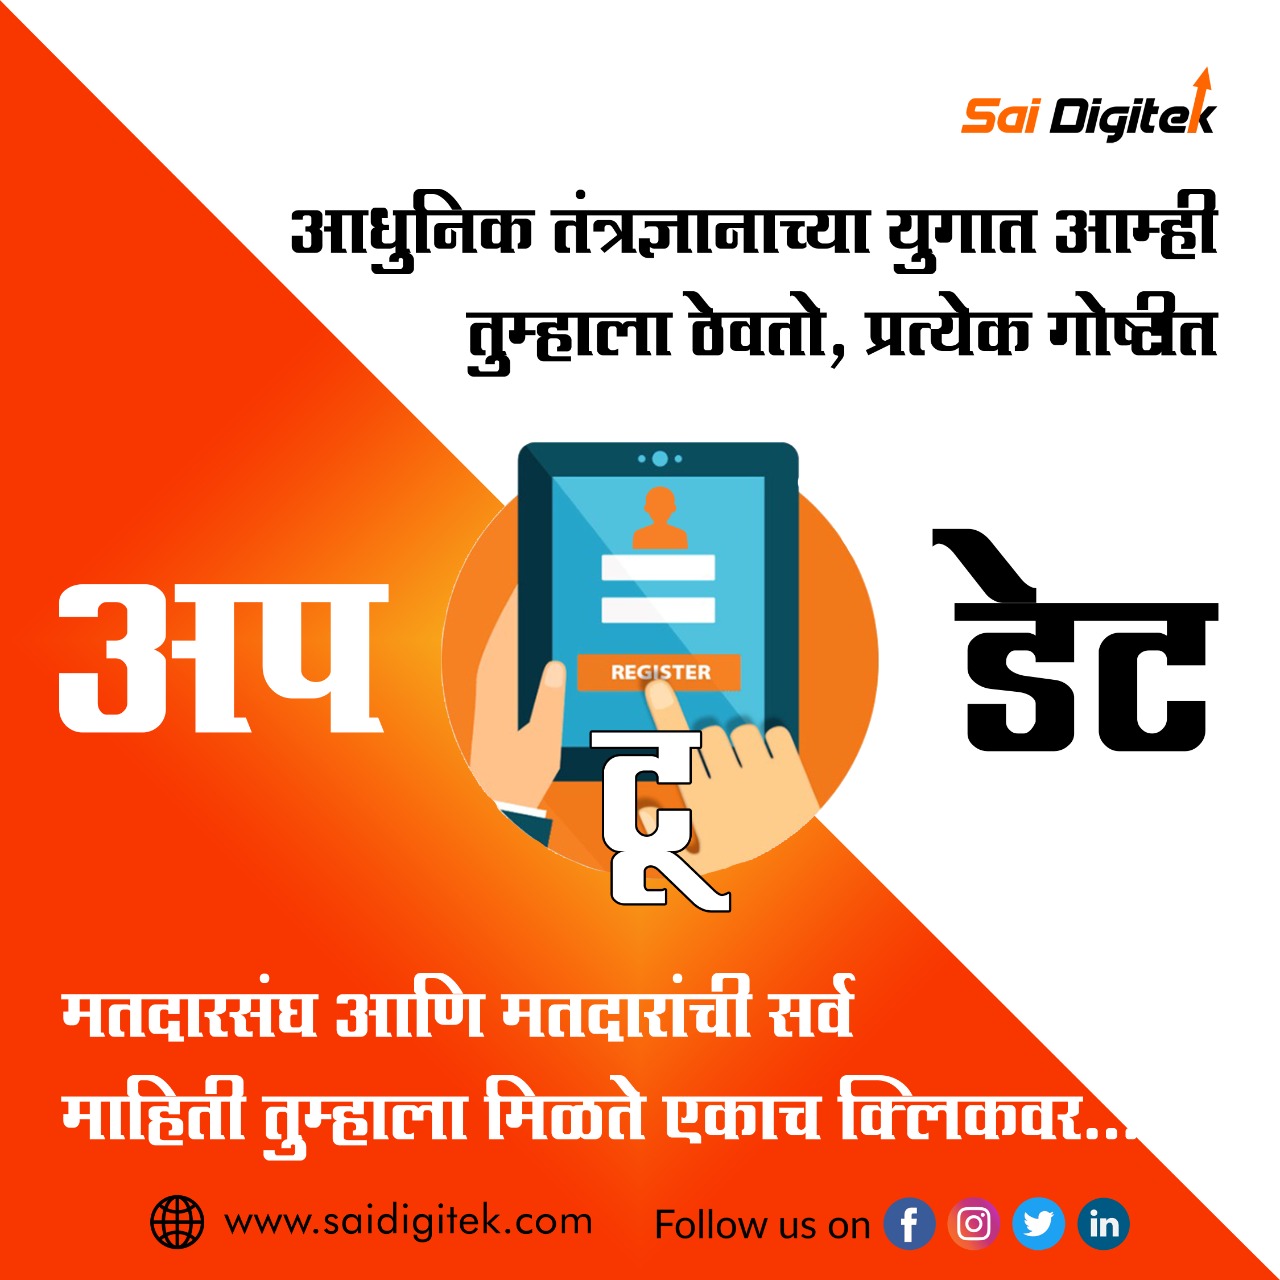 Sai Digitek
आधुनिक तंत्रज्ञानाच्या युगात आम्ही
तुम्हाला ठेवतो, प्रत्येक गोष्टीत
REGISTER
अप
टू
डेट
मतदारसंघ आणि मतदारांची सर्व
माहिती तुम्हाला मिळते एकाच क्लिकवर...
www.saidigitek.com
Follow us on